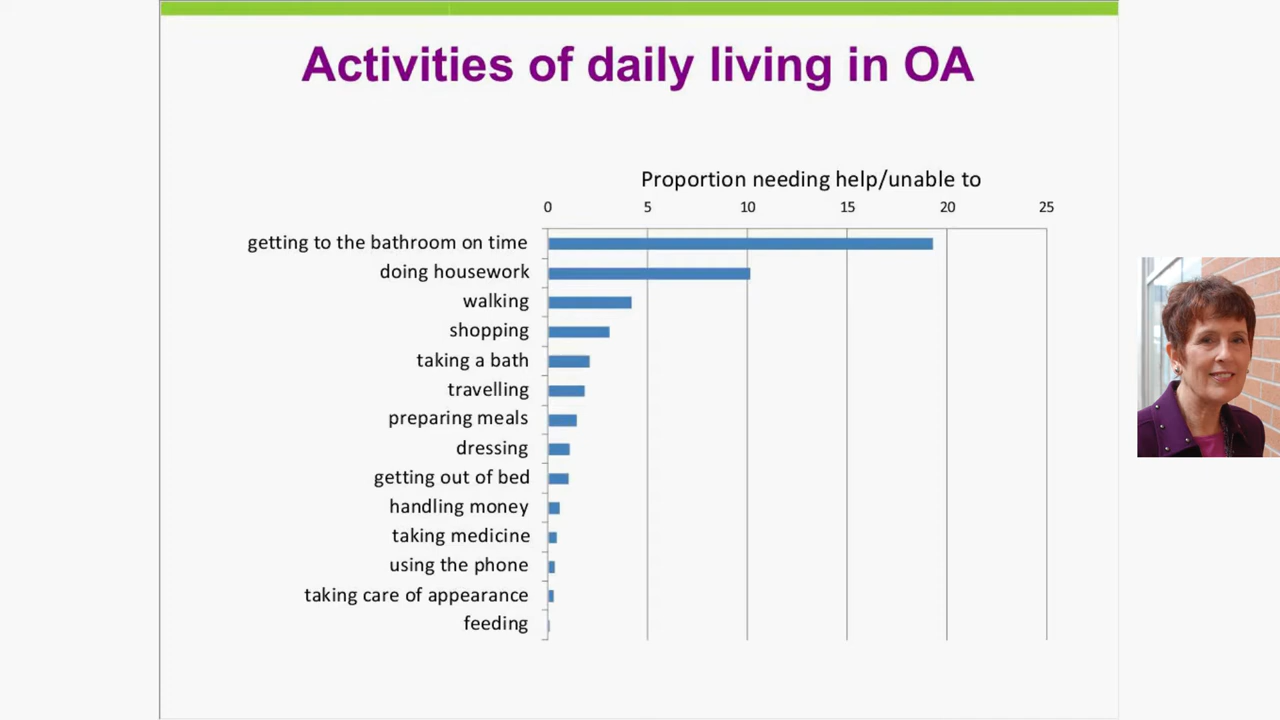 Activities of daily living in OA
Proportion needing help/unable to
0 5 10 15 20 25
getting to the bathroom on time
doing housework
walking
shopping
taking a bath
travelling
preparing meals
dressing
getting out of bed
handling money
taking medicine
using the phone
taking care of appearance
feeding